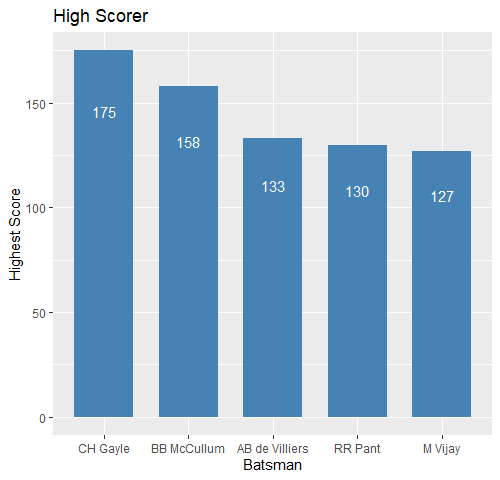 High Scorer
Highest Score
150
100
50
0
175
158
133
130
127
CH Gayle
BB McCullum
AB de Villiers
RR Pant
M Vijay
Batsman